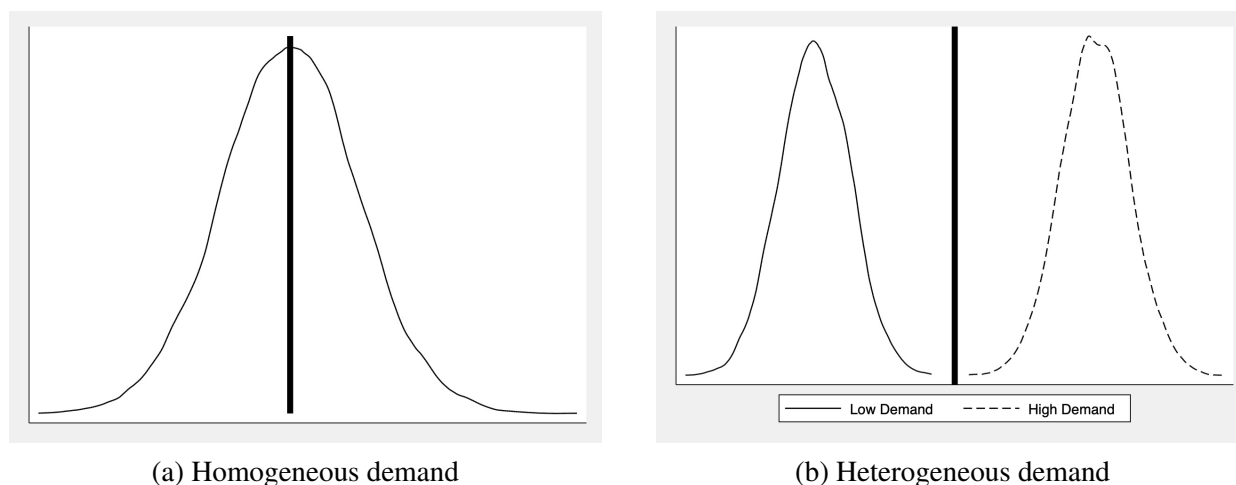 Low Demand
High Demand
(a) Homogeneous demand
(b) Heterogeneous demand